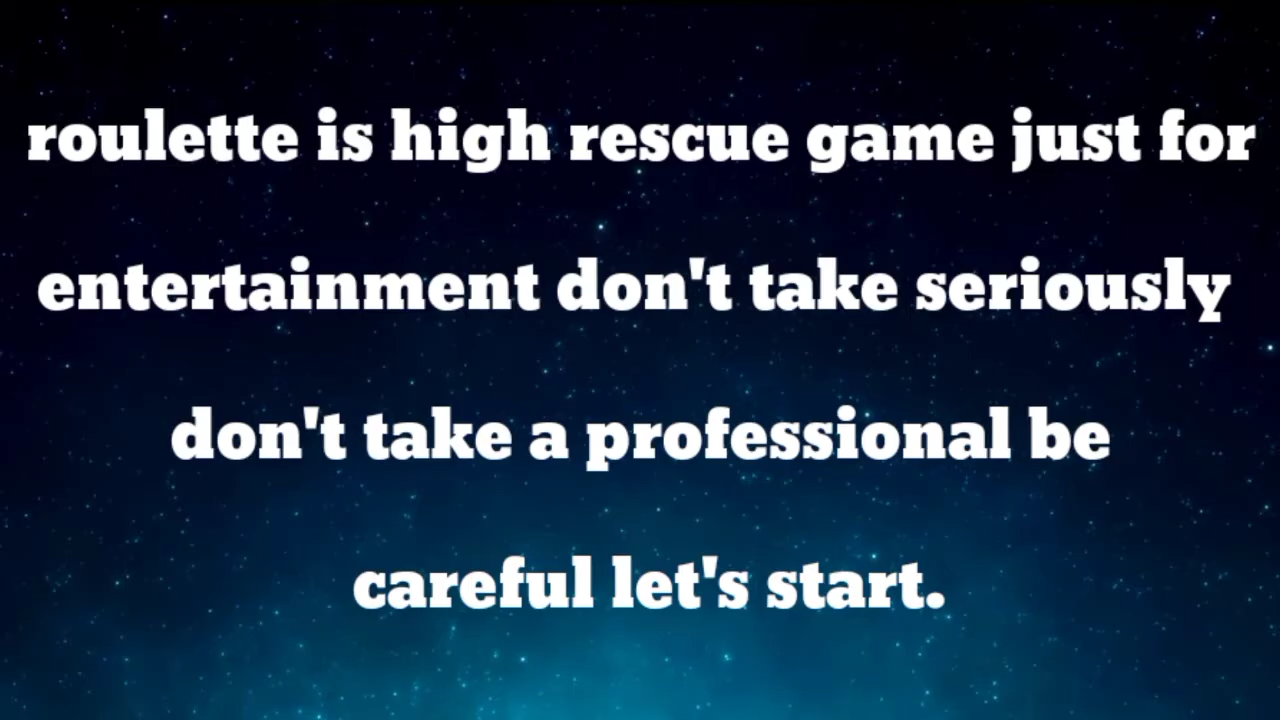 roulette is high rescue game just for
entertainment don't take seriously
don't take a professional be
careful let's start.